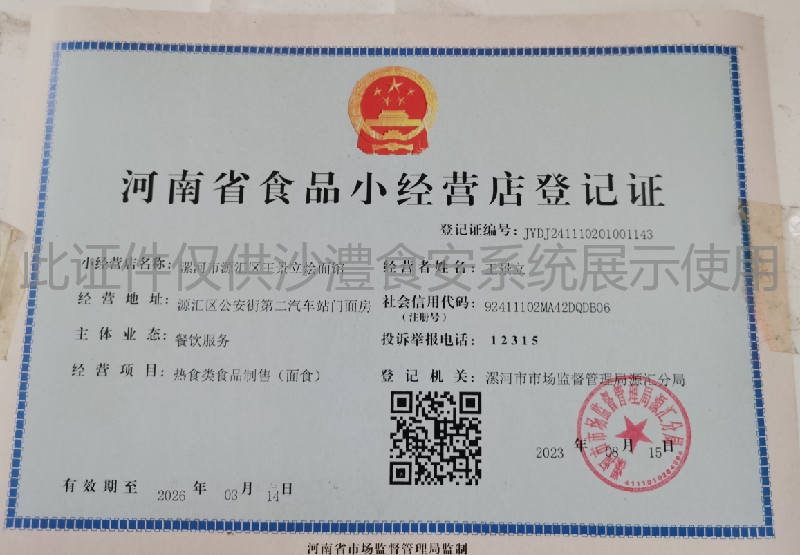 河南省食品小经营店登记证
登记证编号：JYDJ241110201001143
此证件仅供沙澧食安系统展示使用
小经营店名称：漯河市源汇区王景立烩面馆
经营者姓名：王景立
经营地址：源汇区公安街第二汽车站门面房
社会信用代码：92411102MA42DQDB06
（注册号）
主体业态：餐饮服务
投诉举报电话：12315
经营项目：热食类食品制售（面食）
登记机关：漯河市市场监督管理局源汇分局
2023 年 08 月 15 日
有效期至 2026 年 03 月 14 日
河南省市场监督管理局监制